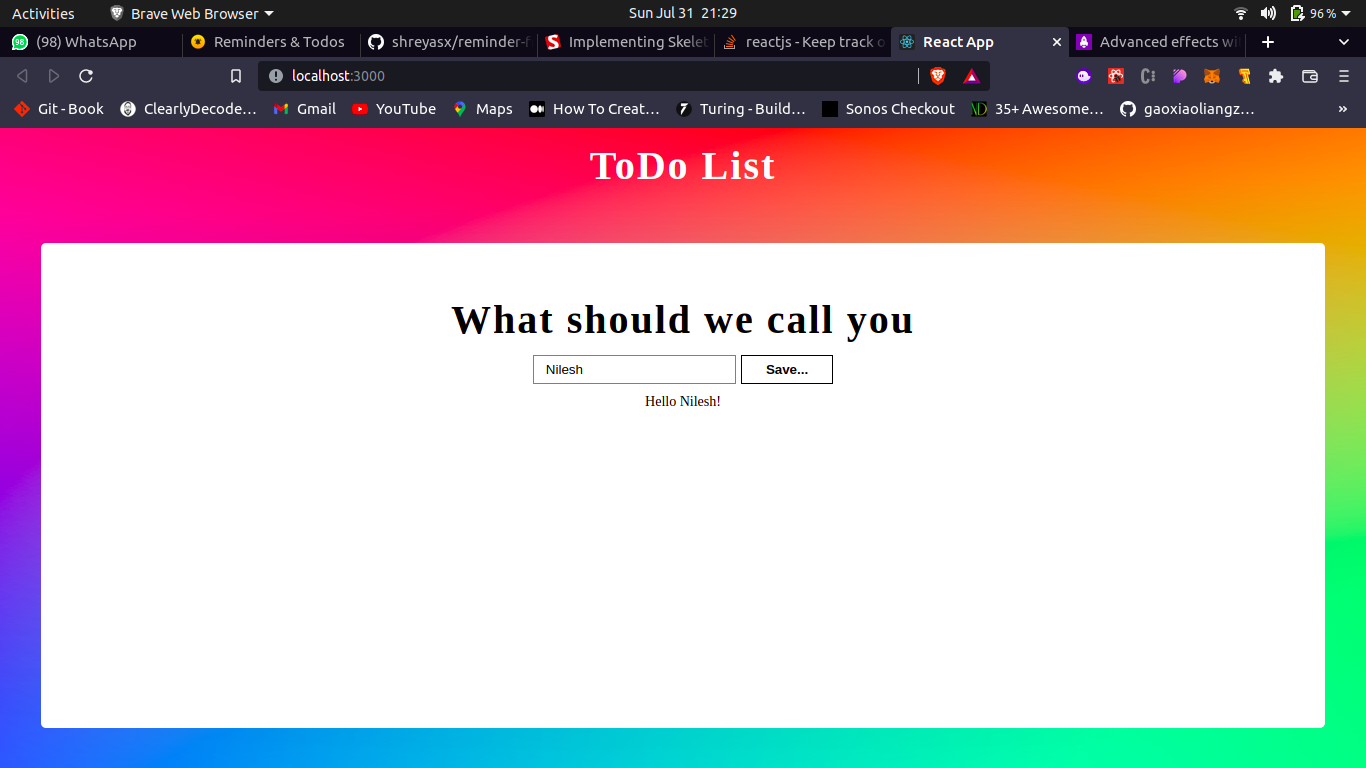 Activities Brave Web Browser Sun Jul 31 21:29 96 %
(98) WhatsApp Reminders & Todos shreyasx/reminder-f Implementing Skelet reactjs - Keep track o React App Advanced effects wi
localhost:3000
Git - Book ClearlyDecode… Gmail YouTube Maps How To Creat… Turing - Build… Sonos Checkout 35+ Awesome… gaoxiaoliangz… »
ToDo List
What should we call you
Nilesh Save...
Hello Nilesh!